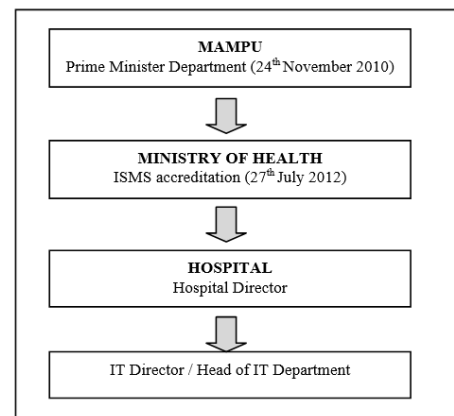 MAMPU
Prime Minister Department (24th November 2010)
MINISTRY OF HEALTH
ISMS accreditation (27th July 2012)
HOSPITAL
Hospital Director
IT Director / Head of IT Department